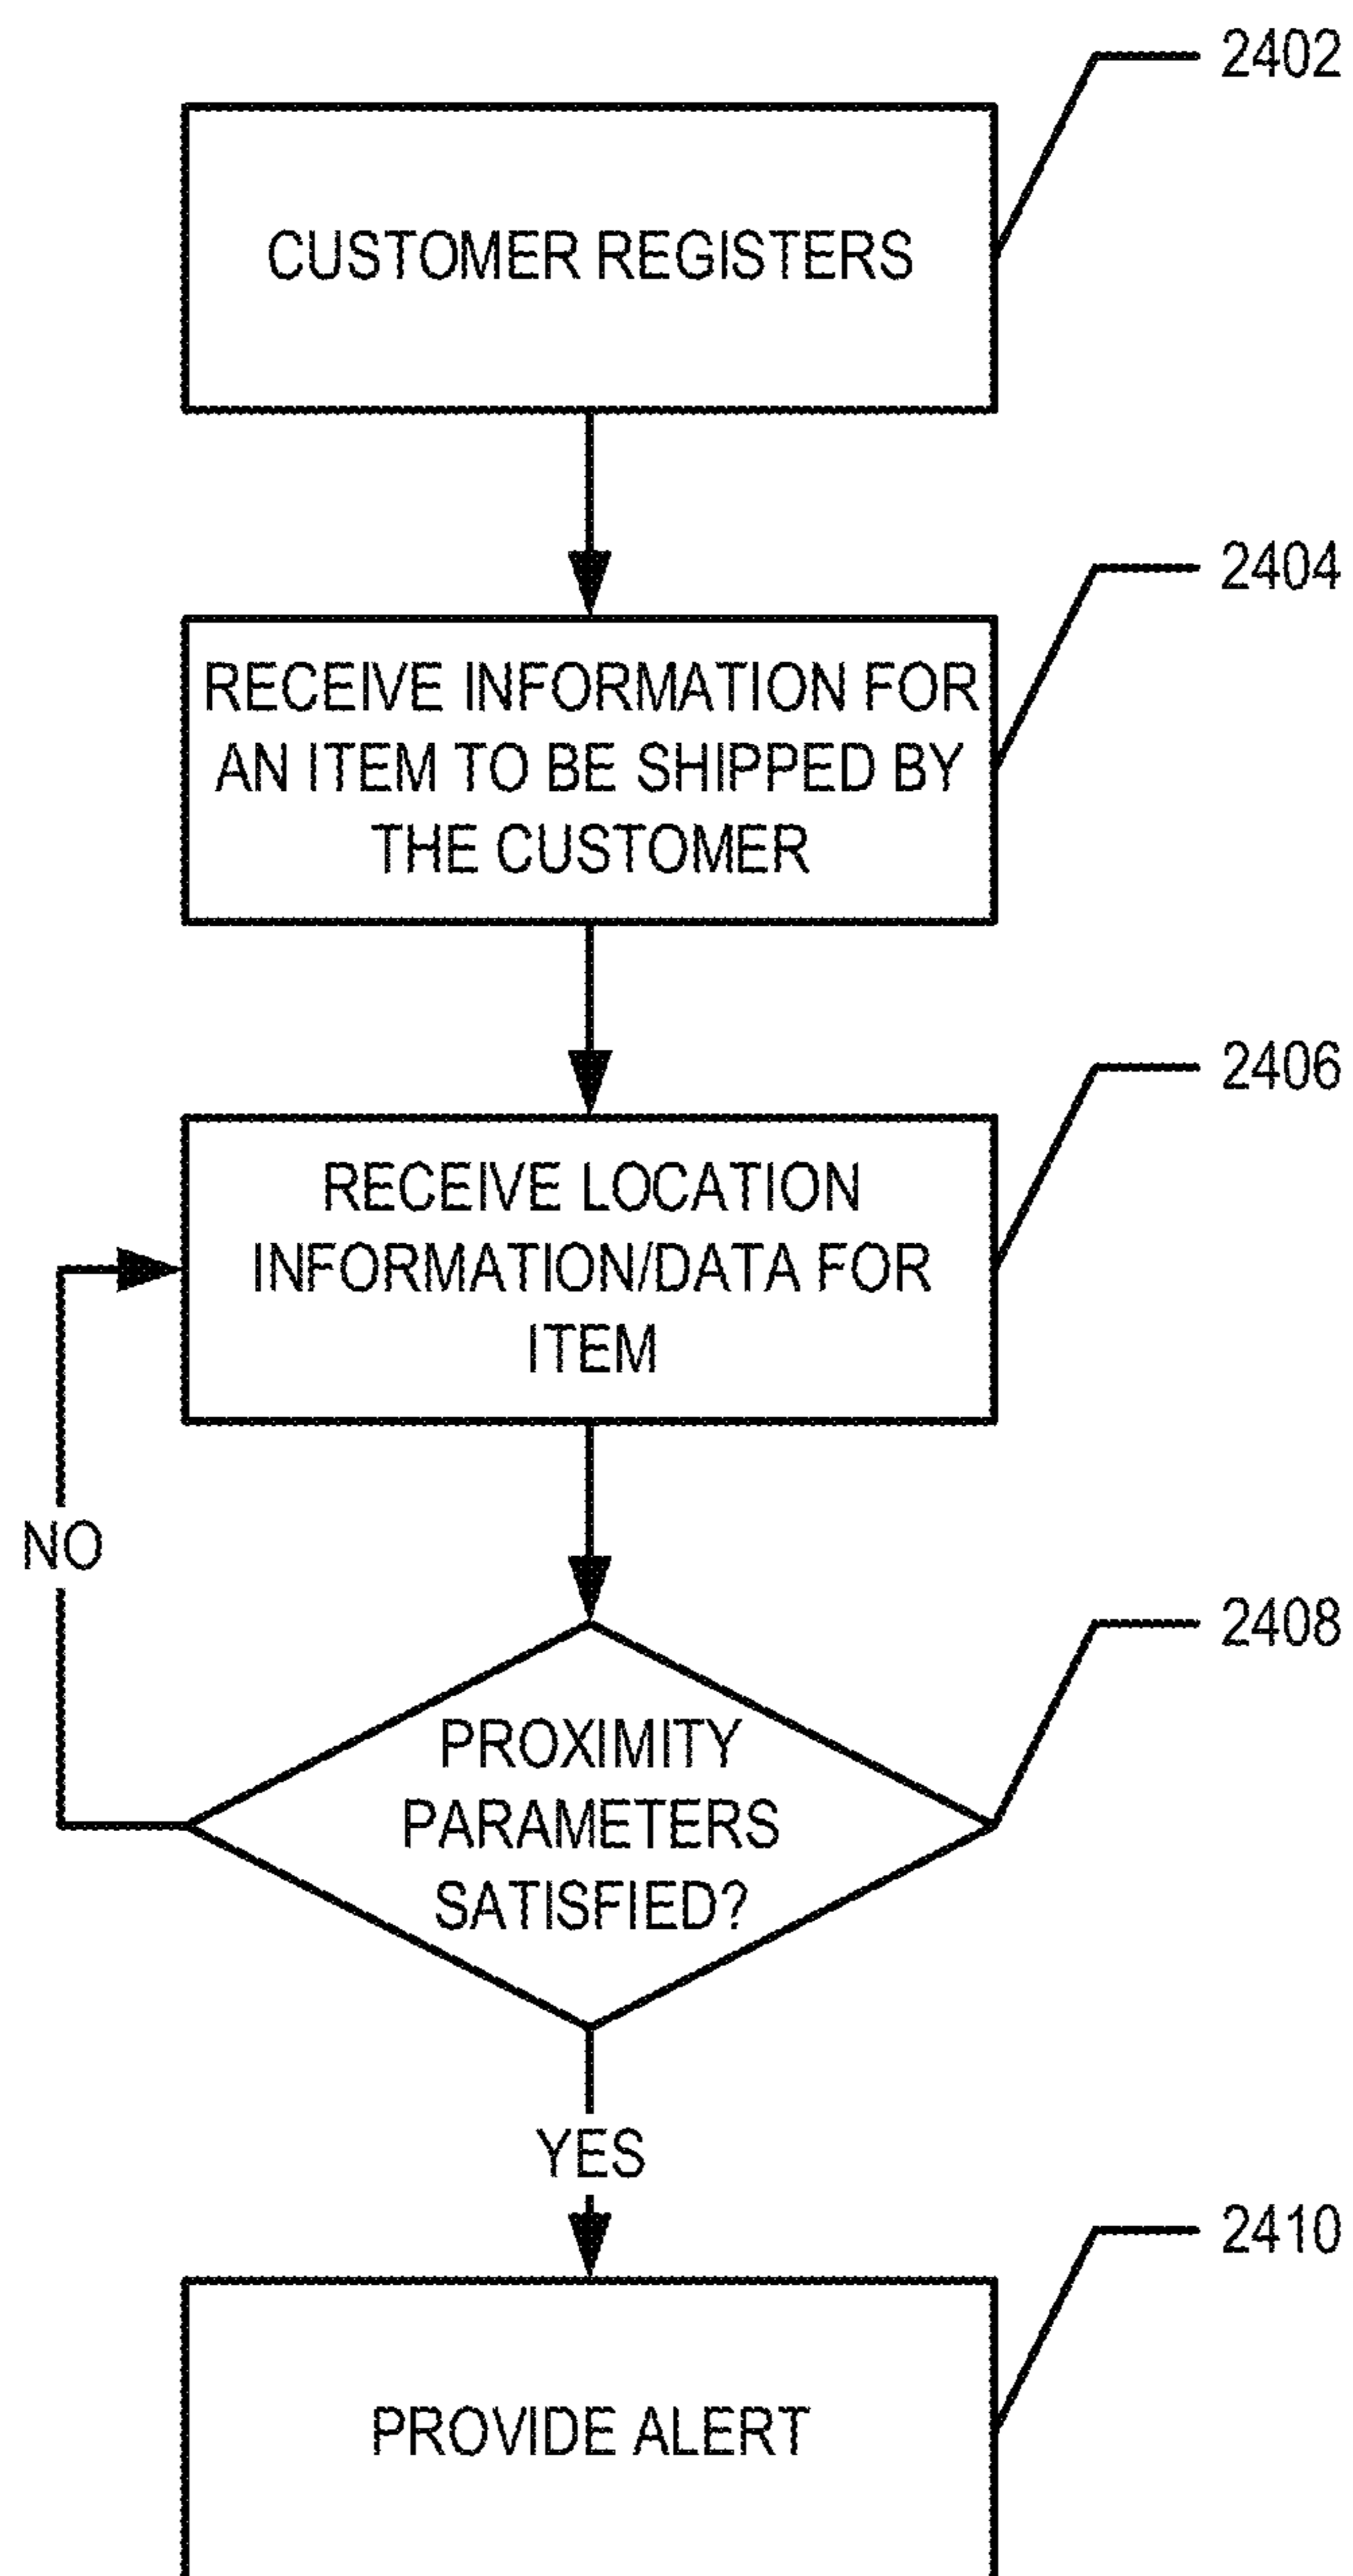 2402
CUSTOMER REGISTERS
2404
RECEIVE INFORMATION FOR
AN ITEM TO BE SHIPPED BY
THE CUSTOMER
2406
RECEIVE LOCATION
INFORMATION/DATA FOR
ITEM
NO
2408
PROXIMITY
PARAMETERS
SATISFIED?
YES
2410
PROVIDE ALERT